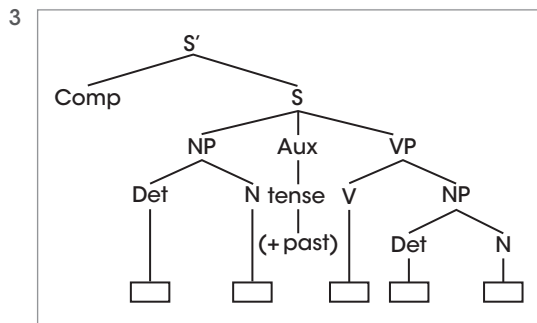 3
S'
Comp S
NP Aux VP
Det N tense V NP
(+past) Det N